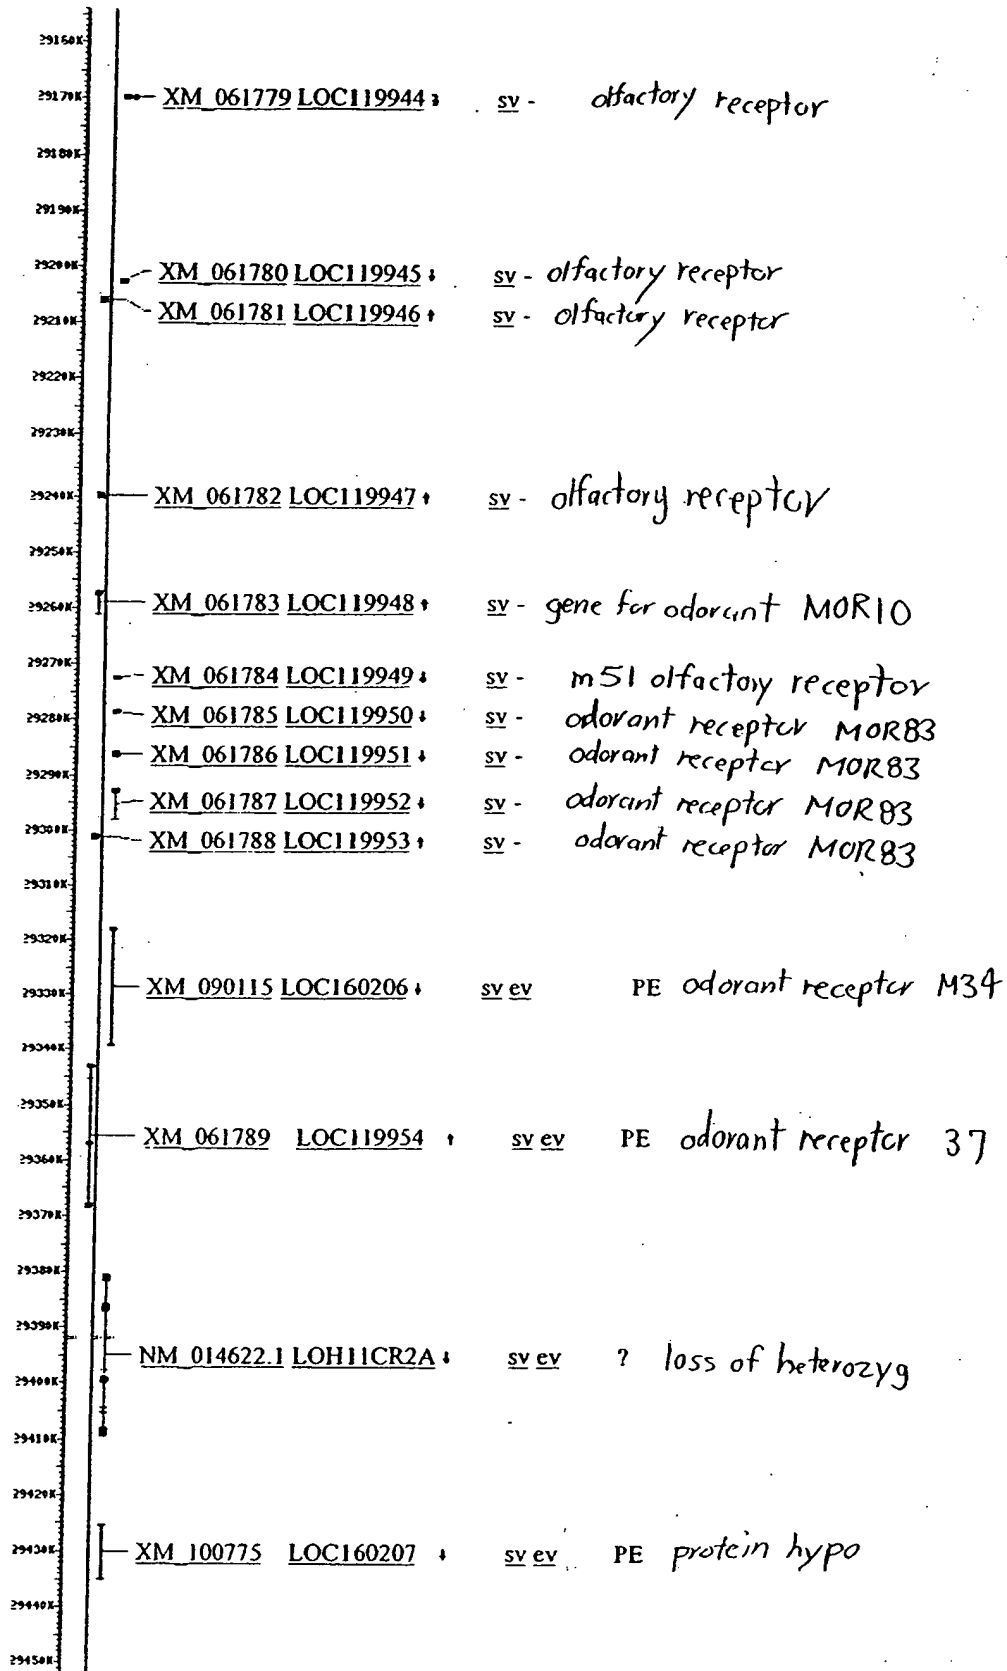 29160K
29170K
XM_061779 LOC119944 sv - olfactory receptor
29180K
29190K
29200K
XM_061780 LOC119945 ↓ sv - olfactory receptor
XM_061781 LOC119946 ↑ sv - olfactory receptor
29210K
29220K
29230K
29240K
XM_061782 LOC119947 ↑ sv - olfactory receptor
29250K
29260K
XM_061783 LOC119948 ↑ sv - gene for odorant MOR10
29270K
XM_061784 LOC119949 ↓ sv - m51 olfactory receptor
29280K
XM_061785 LOC119950 ↓ sv - odorant receptor MOR83
XM_061786 LOC119951 ↓ sv - odorant receptor MOR83
29290K
XM_061787 LOC119952 ↓ sv - odorant receptor MOR83
29300K
XM_061788 LOC119953 ↑ sv - odorant receptor MOR83
29310K
29320K
29330K
XM_090115 LOC160206 ↓ sv ev PE odorant receptor M34
29340K
29350K
XM_061789 LOC119954 ↑ sv ev PE odorant receptor 37
29360K
29370K
29380K
29390K
NM_014622.1 LOH11CR2A ↓ sv ev ? loss of heterozyg
29400K
29410K
29420K
29430K
XM_100775 LOC160207 ↓ sv ev PE protein hypo
29440K
29450K